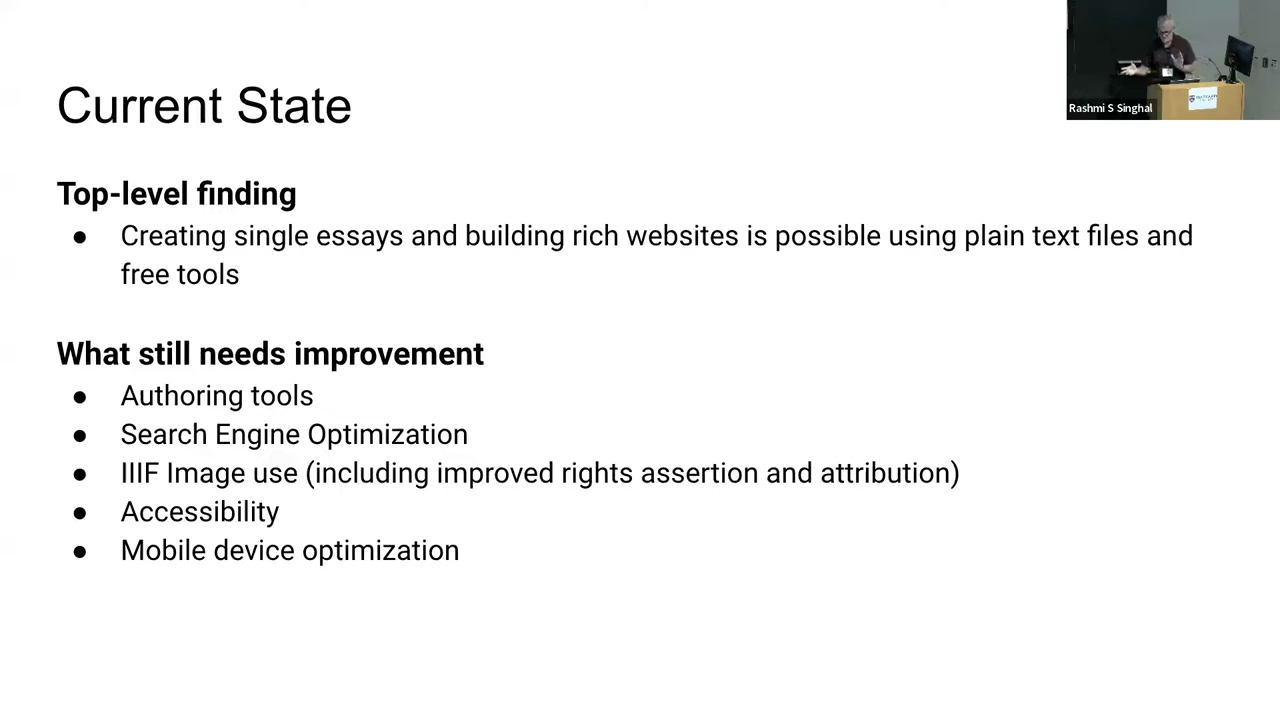 Current State
Rashmi S Singhal
Top-level finding
● Creating single essays and building rich websites is possible using plain text files and
free tools
What still needs improvement
● Authoring tools
● Search Engine Optimization
● IIIF Image use (including improved rights assertion and attribution)
● Accessibility
● Mobile device optimization